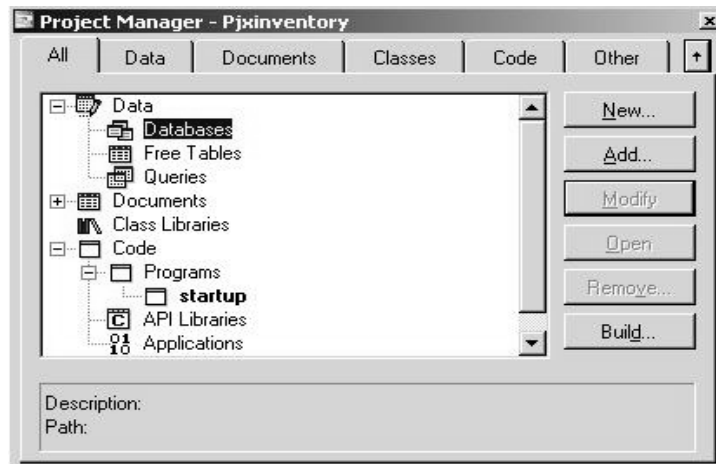 Project Manager - Pjxinventory
All Data Documents Classes Code Other
Data
Databases
Free Tables
Queries
Documents
Class Libraries
Code
Programs
startup
API Libraries
Applications
New...
Add...
Modify
Open
Remove...
Build...
Description:
Path: